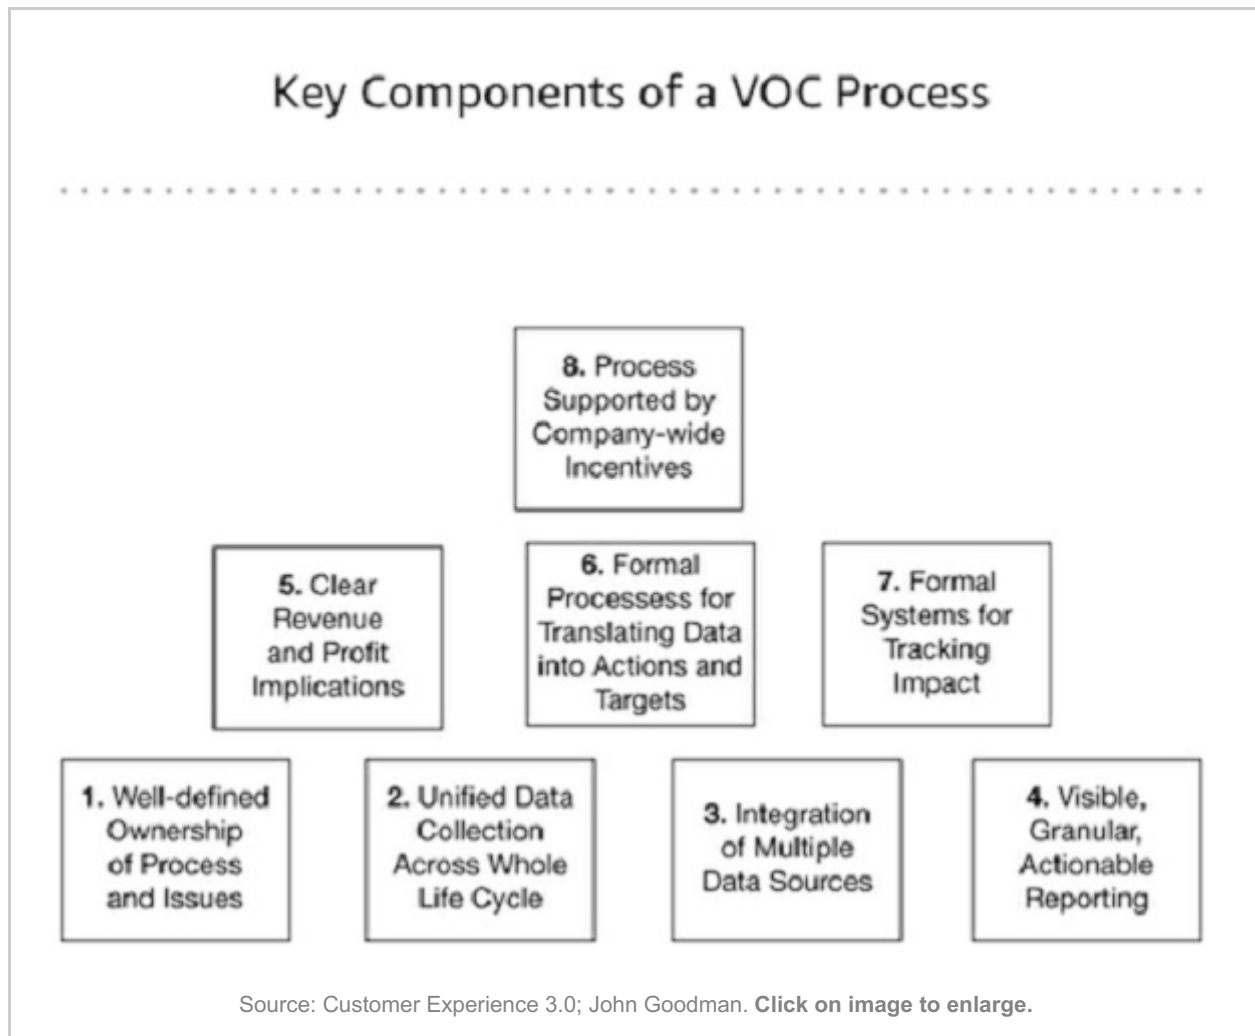 Key Components of a VOC Process
8. Process
Supported by
Company-wide
Incentives
5. Clear
Revenue
and Profit
Implications
6. Formal
Processess for
Translating Data
into Actions and
Targets
7. Formal
Systems for
Tracking
Impact
1. Well-defined
Ownership
of Process
and Issues
2. Unified Data
Collection
Across Whole
Life Cycle
3. Integration
of Multiple
Data Sources
4. Visible,
Granular,
Actionable
Reporting
Source: Customer Experience 3.0; John Goodman. Click on image to enlarge.